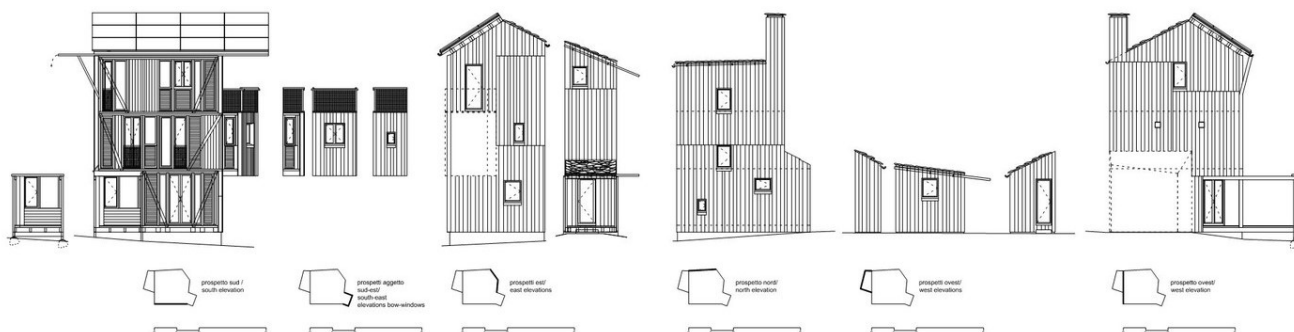 prospetto sud /
south elevation
prospetti aggetto
sud-est/
south-east
elevations bow-windows
prospetti est/
east elevations
prospetto nord/
north elevation
prospetti ovest/
west elevations
prospetto ovest/
west elevation